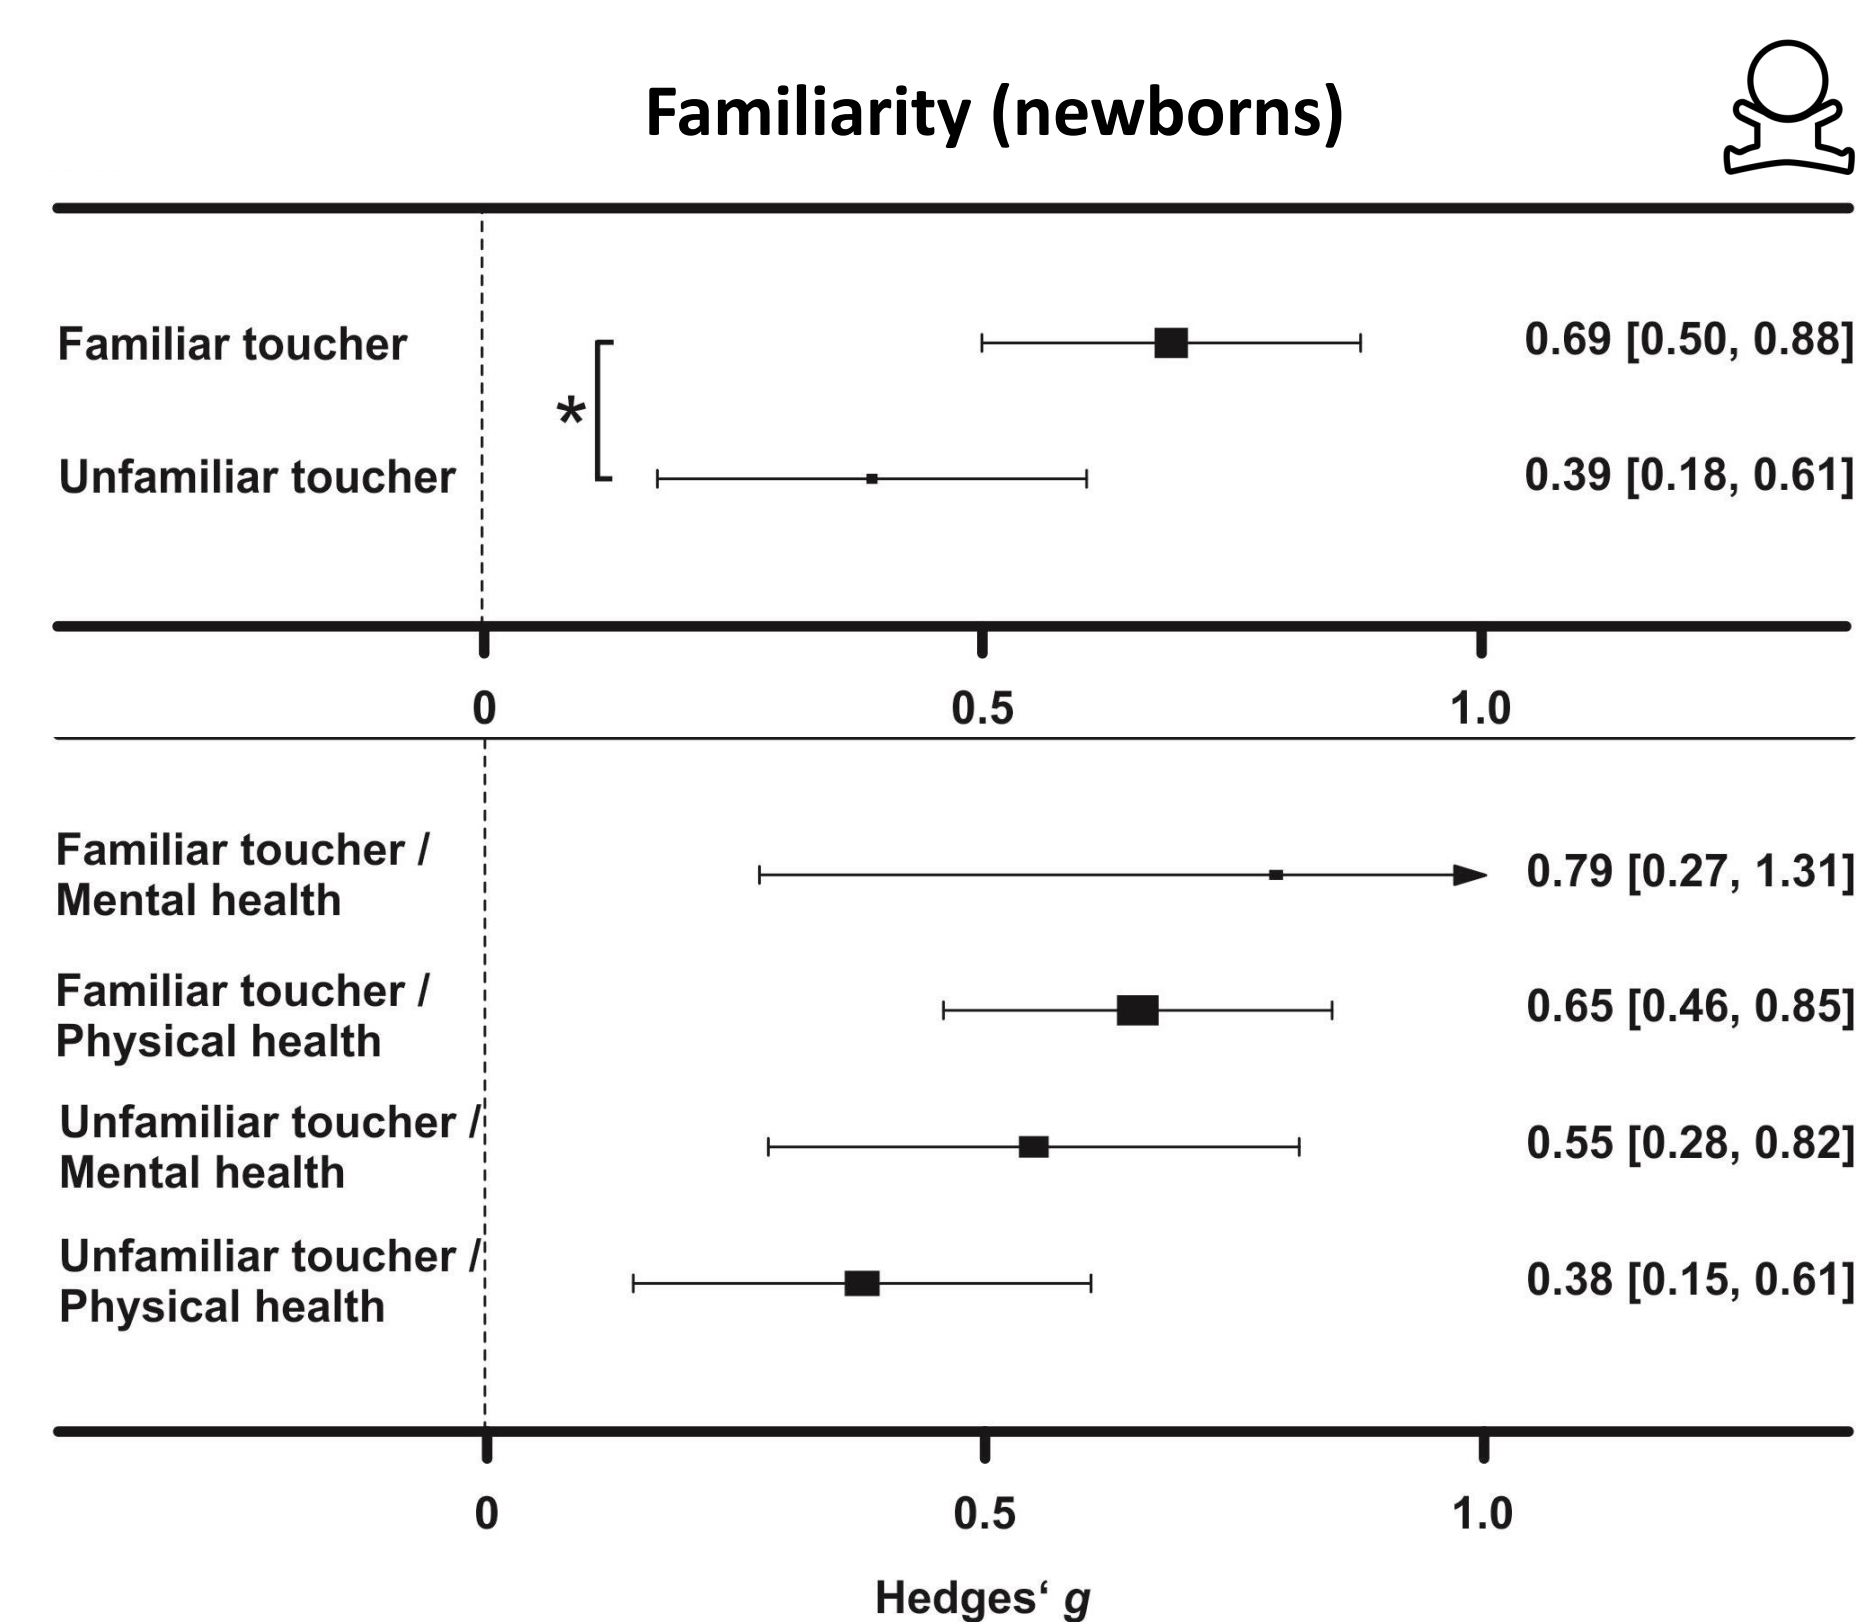 Familiarity (newborns)
Familiar toucher
0.69 [0.50, 0.88]
*
Unfamiliar toucher
0.39 [0.18, 0.61]
0
0.5
1.0
Familiar toucher /
Mental health
0.79 [0.27, 1.31]
Familiar toucher /
Physical health
0.65 [0.46, 0.85]
Unfamiliar toucher /
Mental health
0.55 [0.28, 0.82]
Unfamiliar toucher /
Physical health
0.38 [0.15, 0.61]
0
0.5
1.0
Hedges‘ g